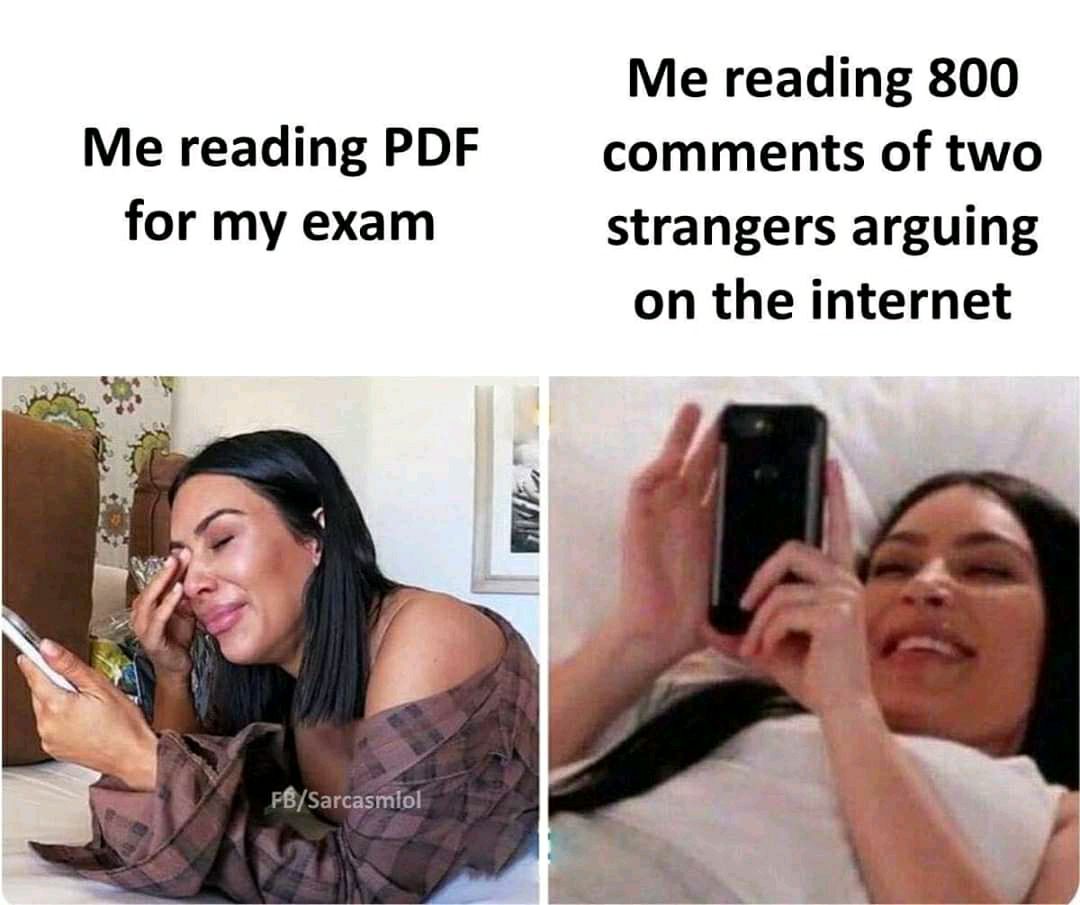 Me reading PDF
for my exam
Me reading 800
comments of two
strangers arguing
on the internet
FB/Sarcasmlol